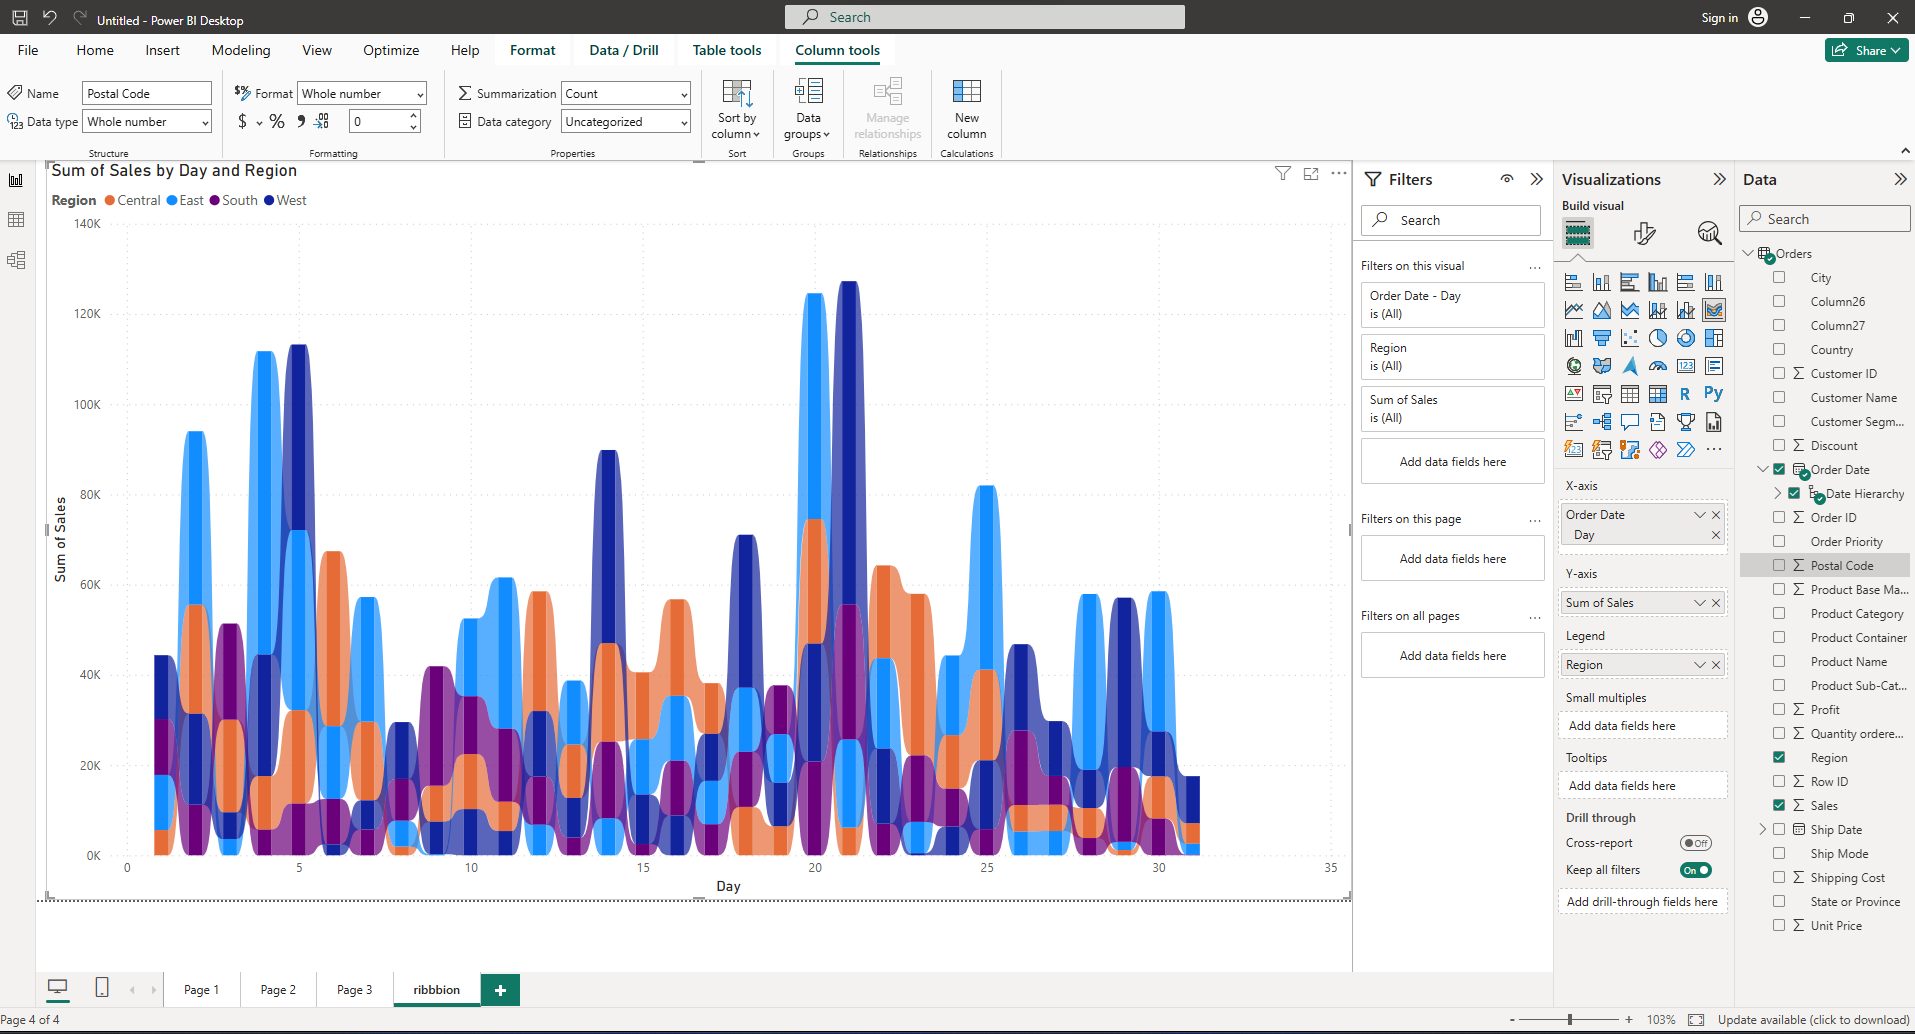 Untitled - Power BI Desktop
Search
Sign in
File
Home
Insert
Modeling
View
Optimize
Help
Format
Data / Drill
Table tools
Column tools
Share
Name
Postal Code
Format
Whole number
Summarization
Count
Data type
Whole number
$
%
0
Data category
Uncategorized
Sort by
column
Data
groups
Manage
relationships
New
column
Structure
Formatting
Properties
Sort
Groups
Relationships
Calculations
Sum of Sales by Day and Region
Region
Central
East
South
West
140K
120K
100K
80K
60K
40K
20K
0K
Sum of Sales
0
5
10
15
20
25
30
35
Day
Filters
Search
Filters on this visual
Order Date - Day
is (All)
Region
is (All)
Sum of Sales
is (All)
Add data fields here
Filters on this page
Add data fields here
Filters on all pages
Add data fields here
Visualizations
Build visual
123
R
Py
123
X-axis
Order Date
Day
Y-axis
Sum of Sales
Legend
Region
Small multiples
Add data fields here
Tooltips
Add data fields here
Drill through
Cross-report
Off
Keep all filters
On
Add drill-through fields here
Data
Search
Orders
City
Column26
Column27
Country
Customer ID
Customer Name
Customer Segm...
Discount
Order Date
Date Hierarchy
Order ID
Order Priority
Postal Code
Product Base Ma...
Product Category
Product Container
Product Name
Product Sub-Cat...
Profit
Quantity ordere...
Region
Row ID
Sales
Ship Date
Ship Mode
Shipping Cost
State or Province
Unit Price
Page 1
Page 2
Page 3
ribbbion
Page 4 of 4
- + 103%
Update available (click to download)